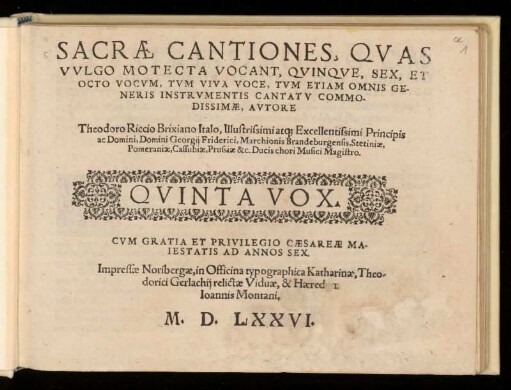 SACRÆ CANTIONES, QVAS
VVLGO MOTECTA VOCANT, QVINQVE, SEX, ET
OCTO VOCVM, TVM VIVA VOCE, TVM ETIAM OMNIS GE-
NERIS INSTRVMENTIS CANTATV COMMO-
DISSIMÆ, AVTORE
Theodoro Riccio Brixiano Italo, Illustrissimi atq; Excellentissimi Principis
ac Domini, Domini Georgij Friderici, Marchionis Brandeburgensis, Stetiniæ,
Pomeraniæ, Cassubiæ, Prussiæ &c. Ducis chori Musici Magistro.
QVINTA VOX.
CVM GRATIA ET PRIVILEGIO CÆSAREÆ MA-
IESTATIS AD ANNOS SEX.
Impressæ Noribergæ, in Officina typographica Katharinæ, Theo-
dorici Gerlachij relictæ Viduæ, & Hæred
Ioannis Montani,
M. D. LXXVI.